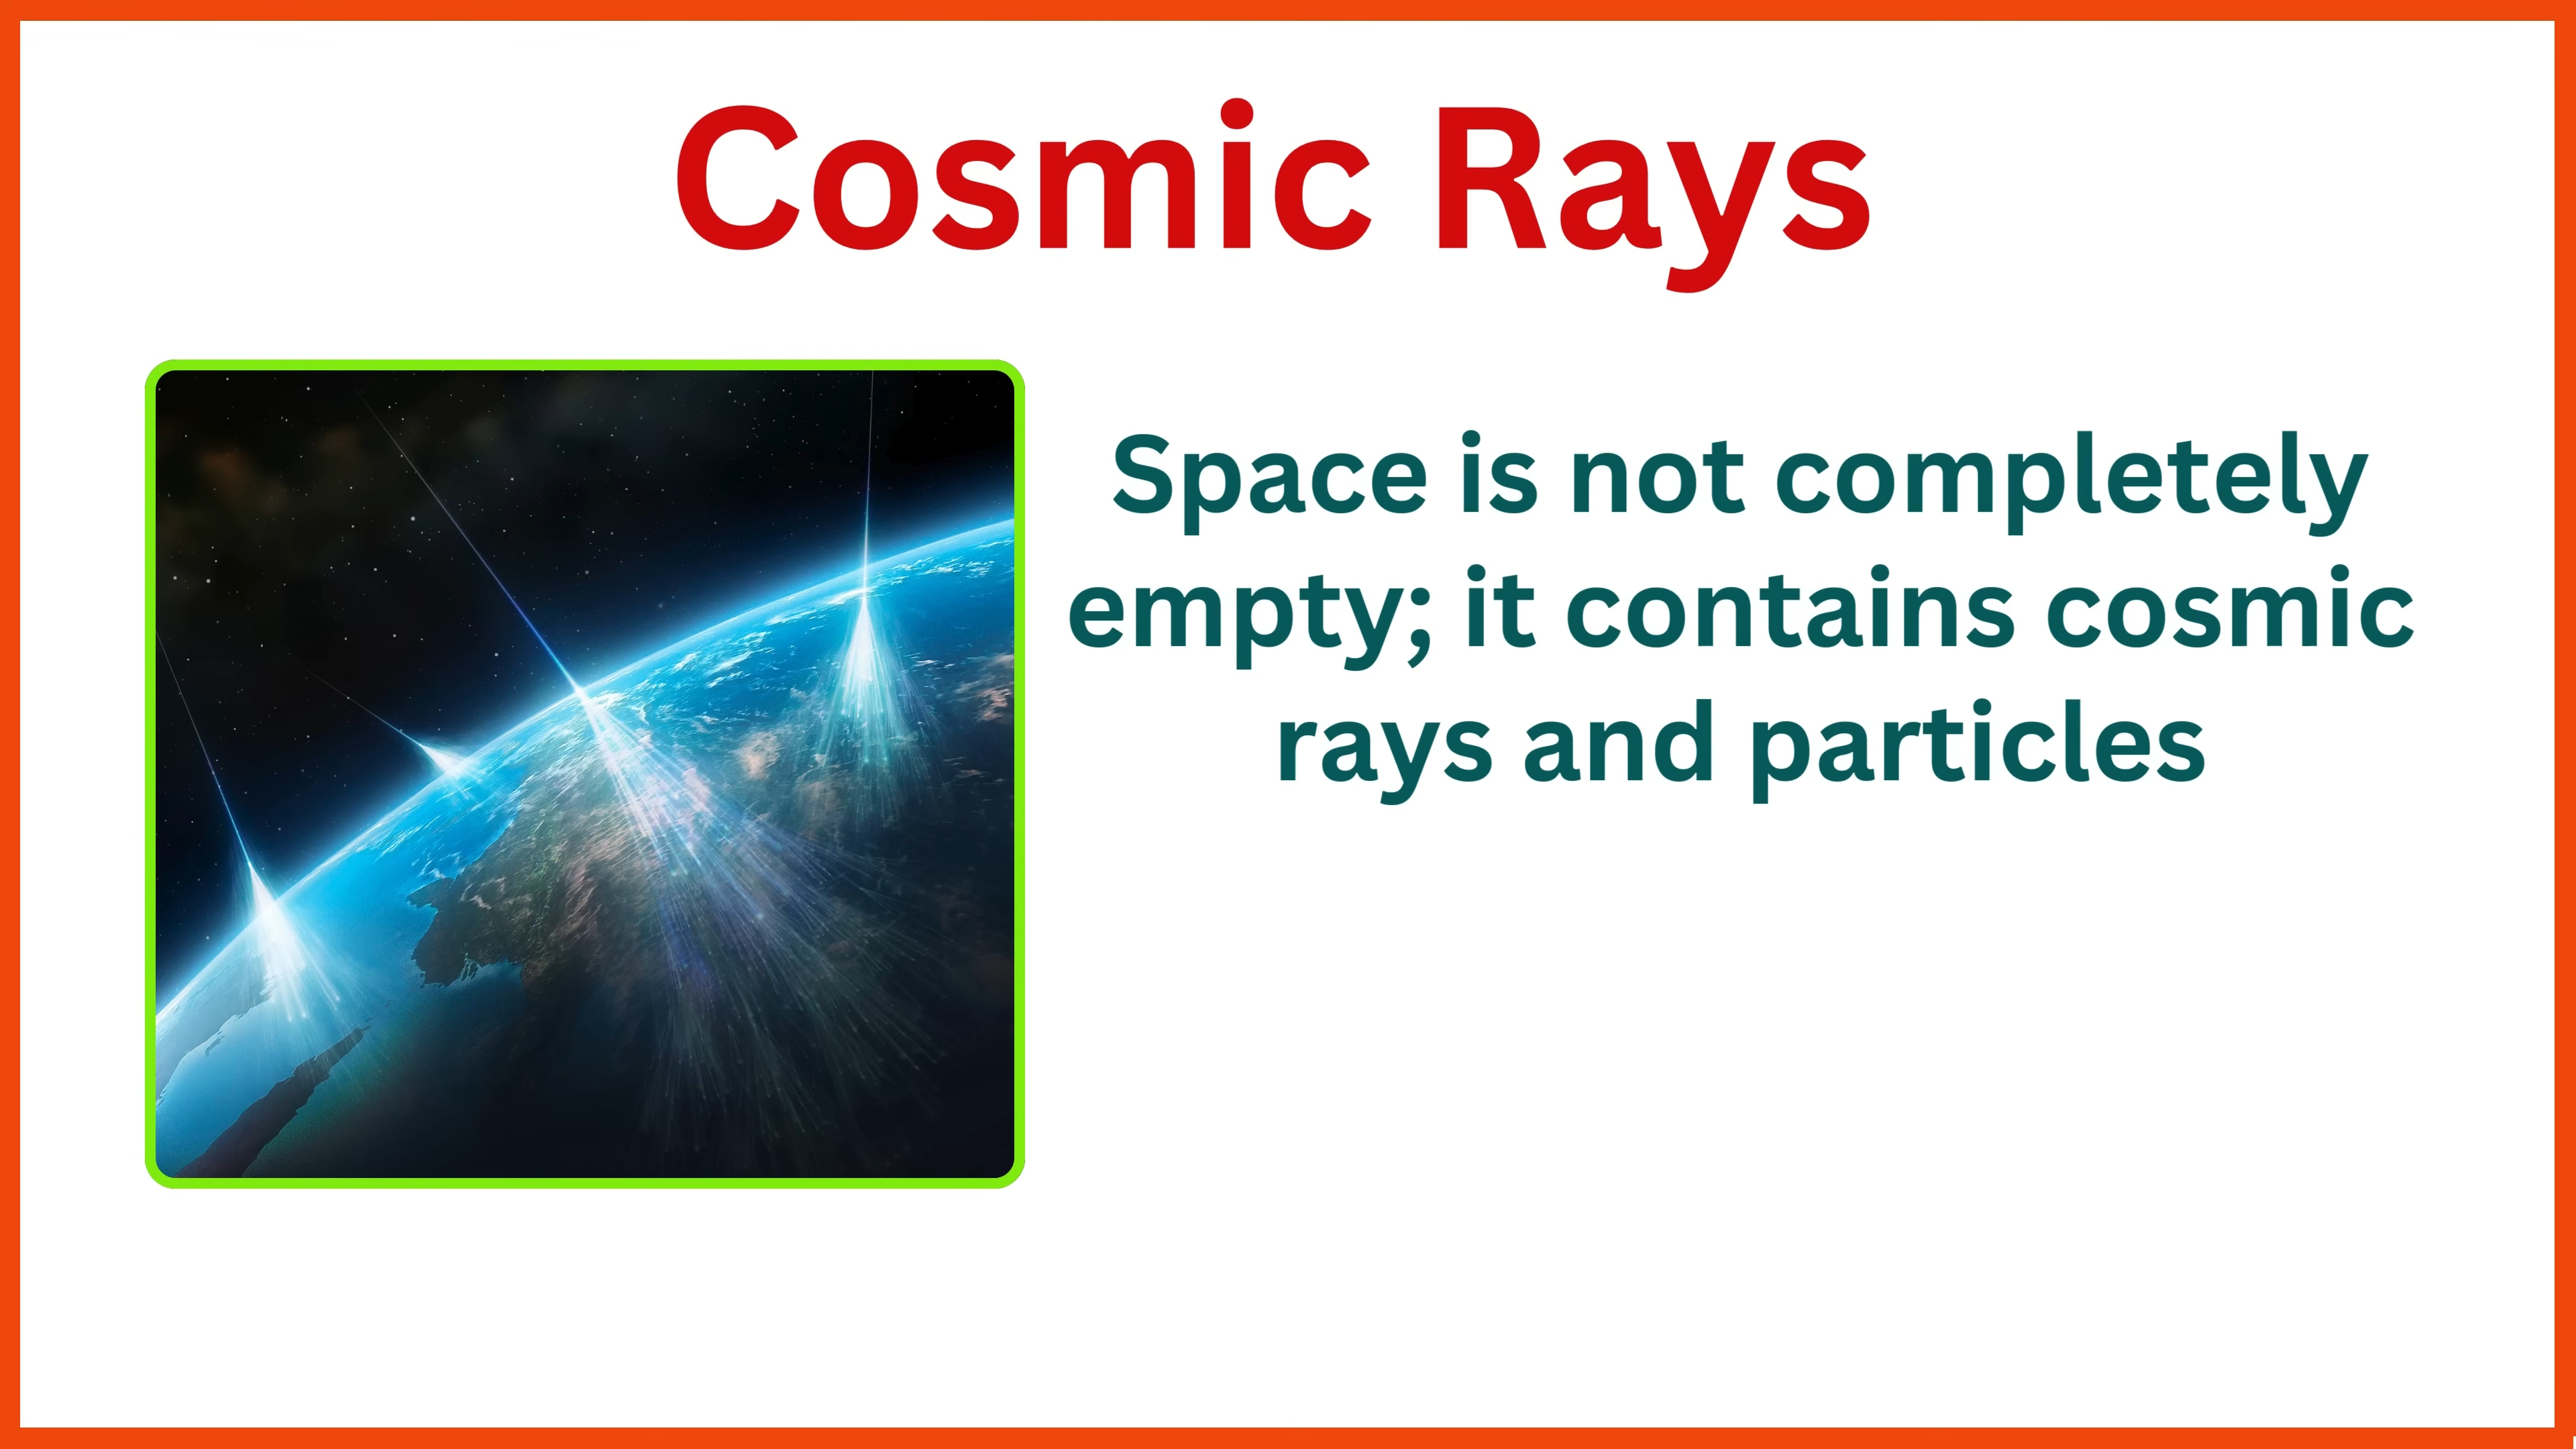 Cosmic Rays
Space is not completely
empty; it contains cosmic
rays and particles